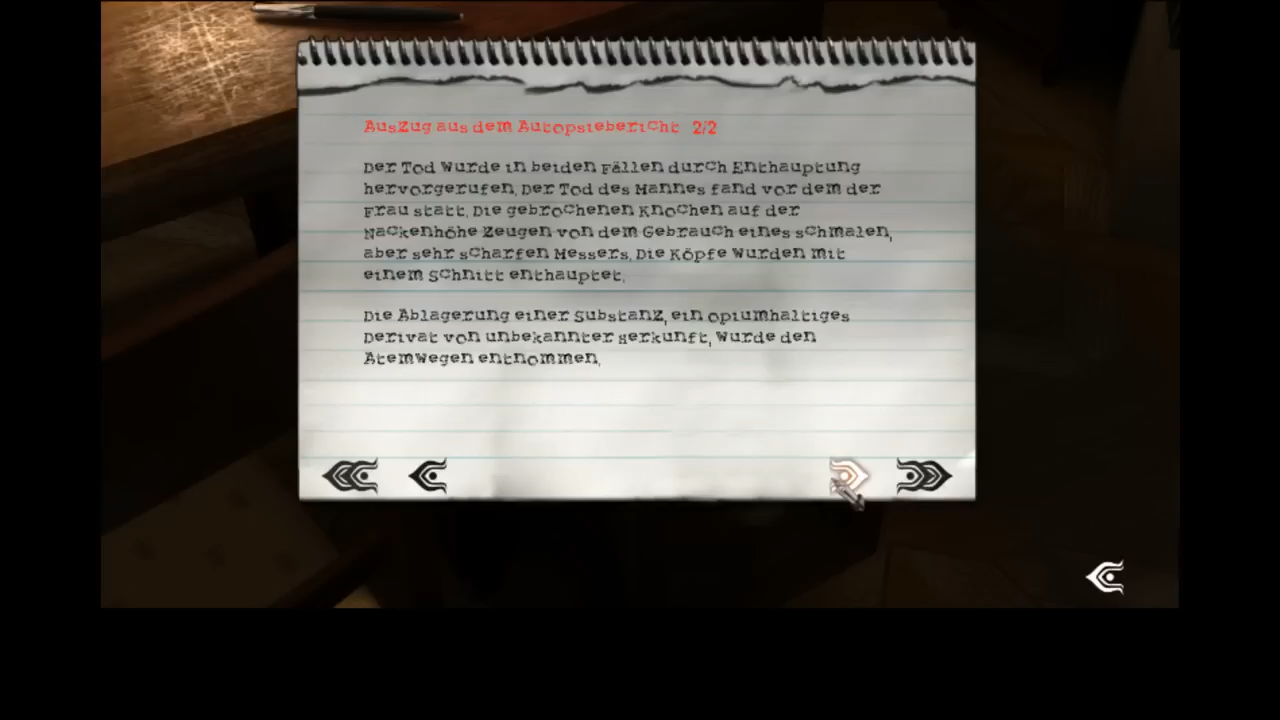 Auszug aus dem Autopsiebericht 2/2
Der Tod wurde in beiden Fällen durch Enthauptung
hervorgerufen. Der Tod des Mannes fand vor dem der
Frau statt. Die gebrochenen Knochen auf der
Nackenhöhe zeugen von dem Gebrauch eines schmalen,
aber sehr scharfen Messers. Die Köpfe wurden mit
einem Schnitt enthauptet.
Die Ablagerung einer Substanz, ein opiumhaltiges
Derivat von unbekannter Herkunft, wurde den
Atemwegen entnommen.